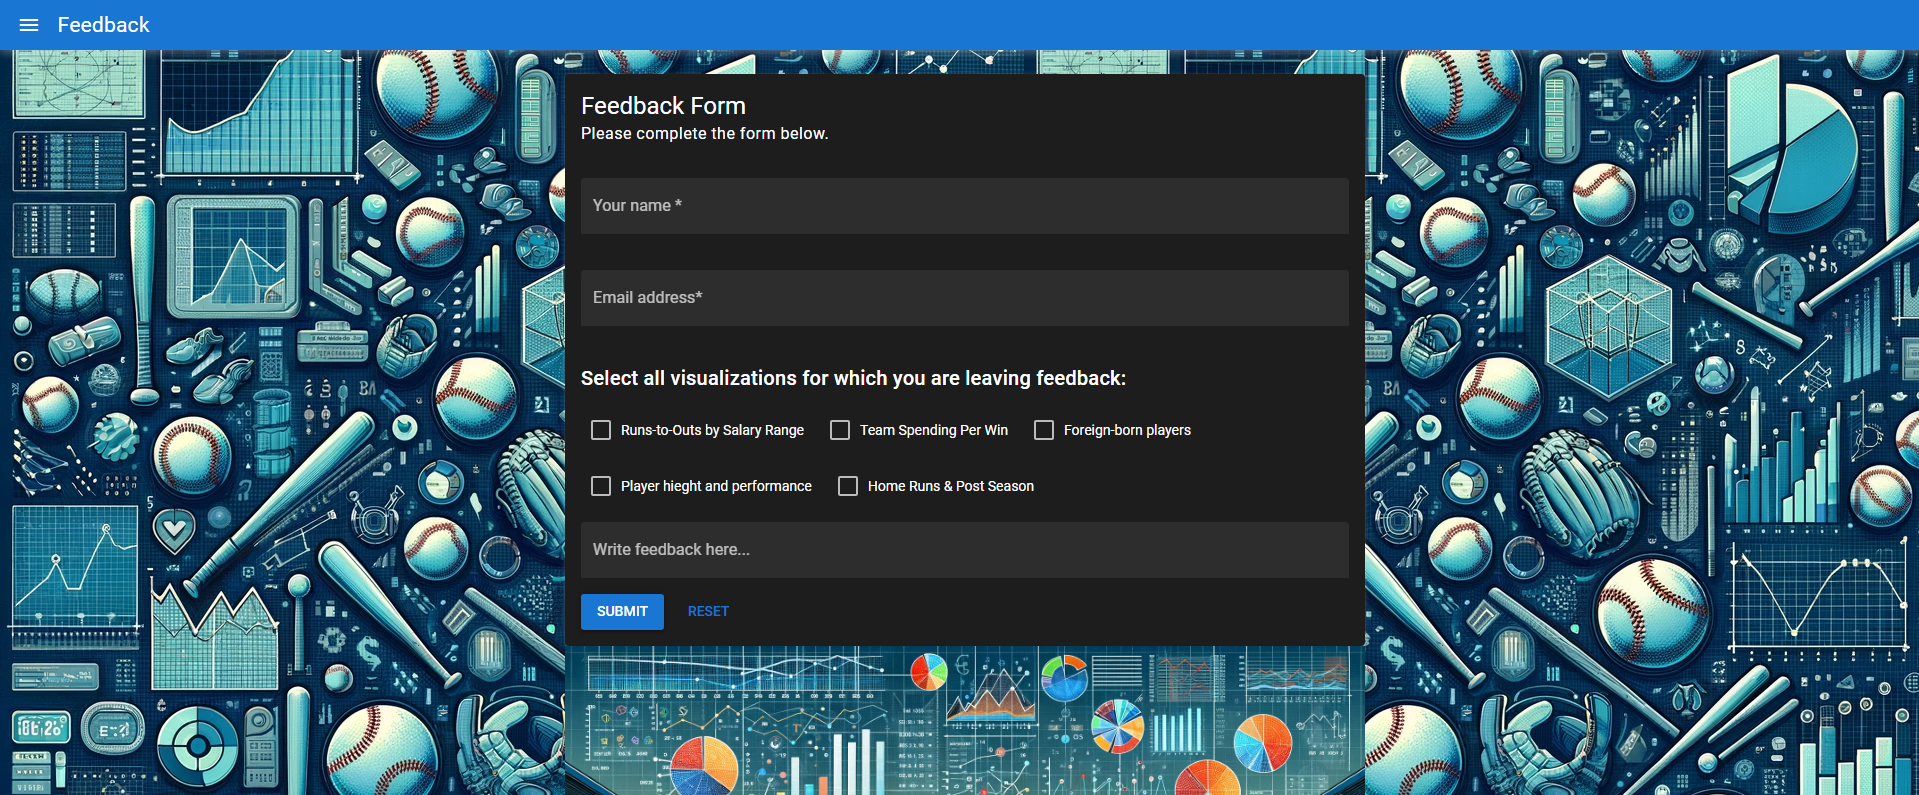 Feedback
Feedback Form
Please complete the form below.
Your name *
Email address*
Select all visualizations for which you are leaving feedback:
Runs-to-Outs by Salary Range Team Spending Per Win Foreign-born players
Player hieght and performance Home Runs & Post Season
Write feedback here...
SUBMIT RESET